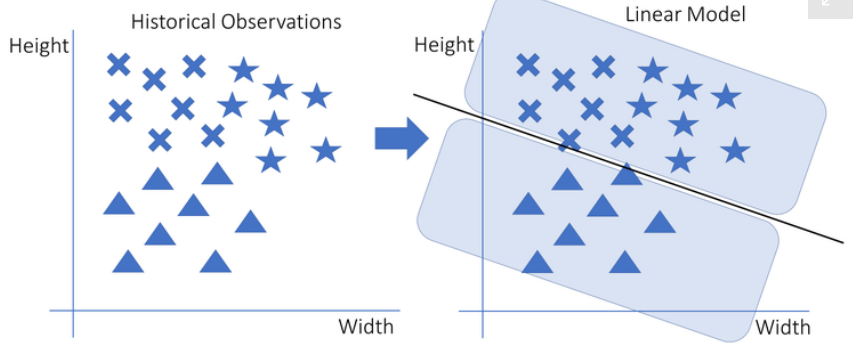 Historical Observations
Height
Width
Linear Model
Height
Width